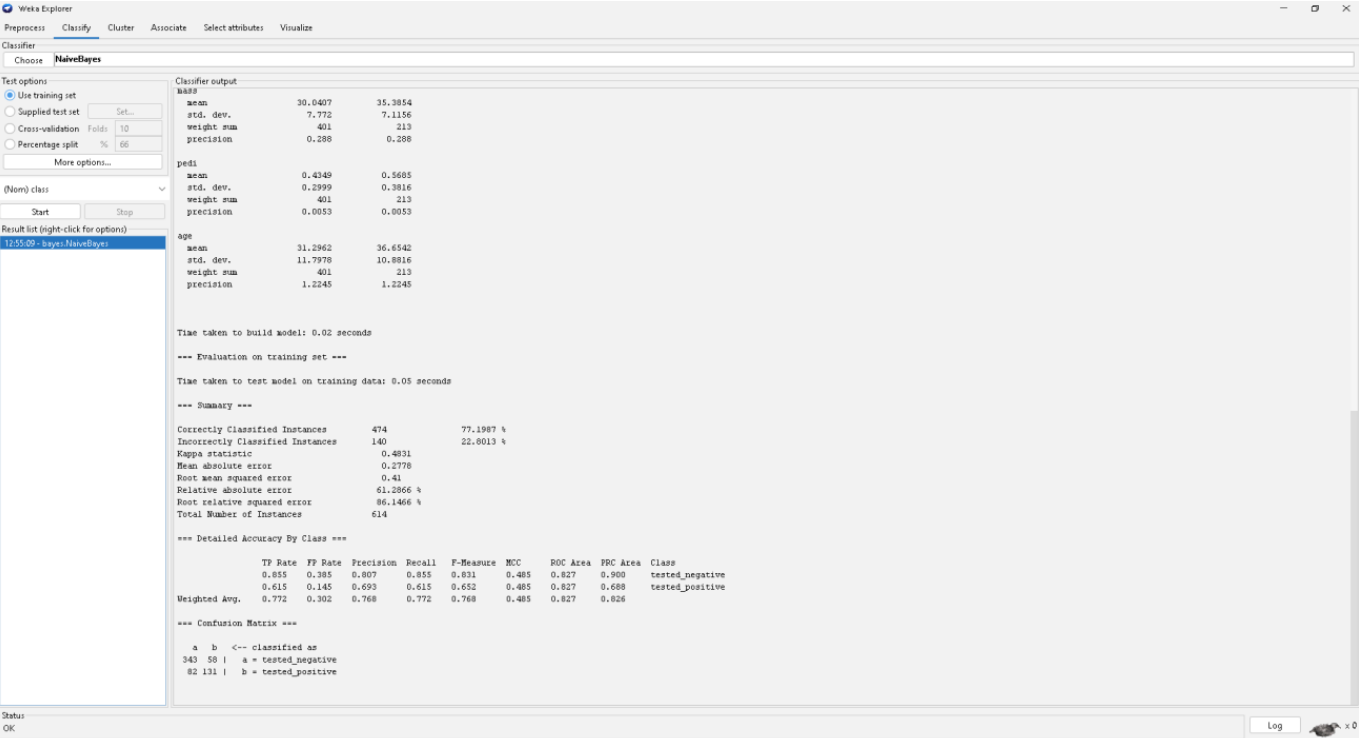 Weka Explorer
Preprocess Classify Cluster Associate Select attributes Visualize
Classifier
Choose NaiveBayes
Test options
Use training set
Supplied test set Set...
Cross-validation Folds 10
Percentage split % 66
More options...
(Nom) class
Start Stop
Result list (right-click for options)
12:55:09 - bayes.NaiveBayes
Classifier output
mass
mean 30.0407 35.3854
std. dev. 7.772 7.1156
weight sum 401 213
precision 0.288 0.288
pedi
mean 0.4349 0.5685
std. dev. 0.2999 0.3816
weight sum 401 213
precision 0.0053 0.0053
age
mean 31.2962 36.6542
std. dev. 11.7978 10.8816
weight sum 401 213
precision 1.2245 1.2245
Time taken to build model: 0.02 seconds
=== Evaluation on training set ===
Time taken to test model on training data: 0.05 seconds
=== Summary ===
Correctly Classified Instances 474 77.1987 %
Incorrectly Classified Instances 140 22.8013 %
Kappa statistic 0.4831
Mean absolute error 0.2778
Root mean squared error 0.41
Relative absolute error 61.2866 %
Root relative squared error 86.1466 %
Total Number of Instances 614
=== Detailed Accuracy By Class ===
TP Rate FP Rate Precision Recall F-Measure MCC ROC Area PRC Area Class
0.855 0.385 0.807 0.855 0.831 0.485 0.827 0.900 tested_negative
0.615 0.145 0.693 0.615 0.652 0.485 0.827 0.688 tested_positive
Weighted Avg. 0.772 0.302 0.768 0.772 0.768 0.485 0.827 0.826
=== Confusion Matrix ===
a b <-- classified as
343 58 | a = tested_negative
82 131 | b = tested_positive
Status
OK
Log x 0